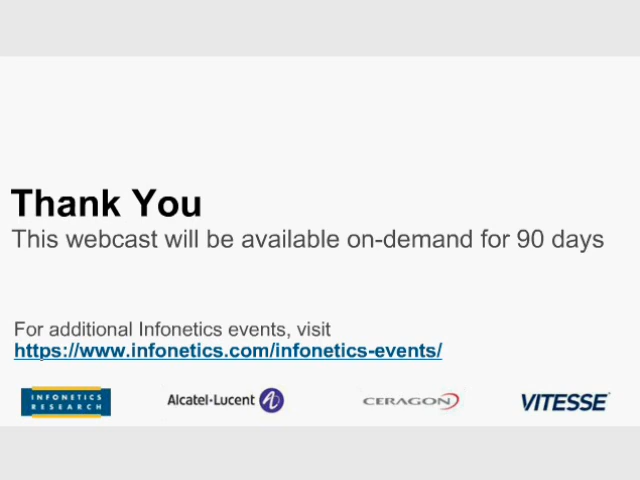 Thank You
This webcast will be available on-demand for 90 days
For additional Infonetics events, visit
https://www.infonetics.com/infonetics-events/
INFONETICS
RESEARCH
Alcatel·Lucent
CERAGON
VITESSE